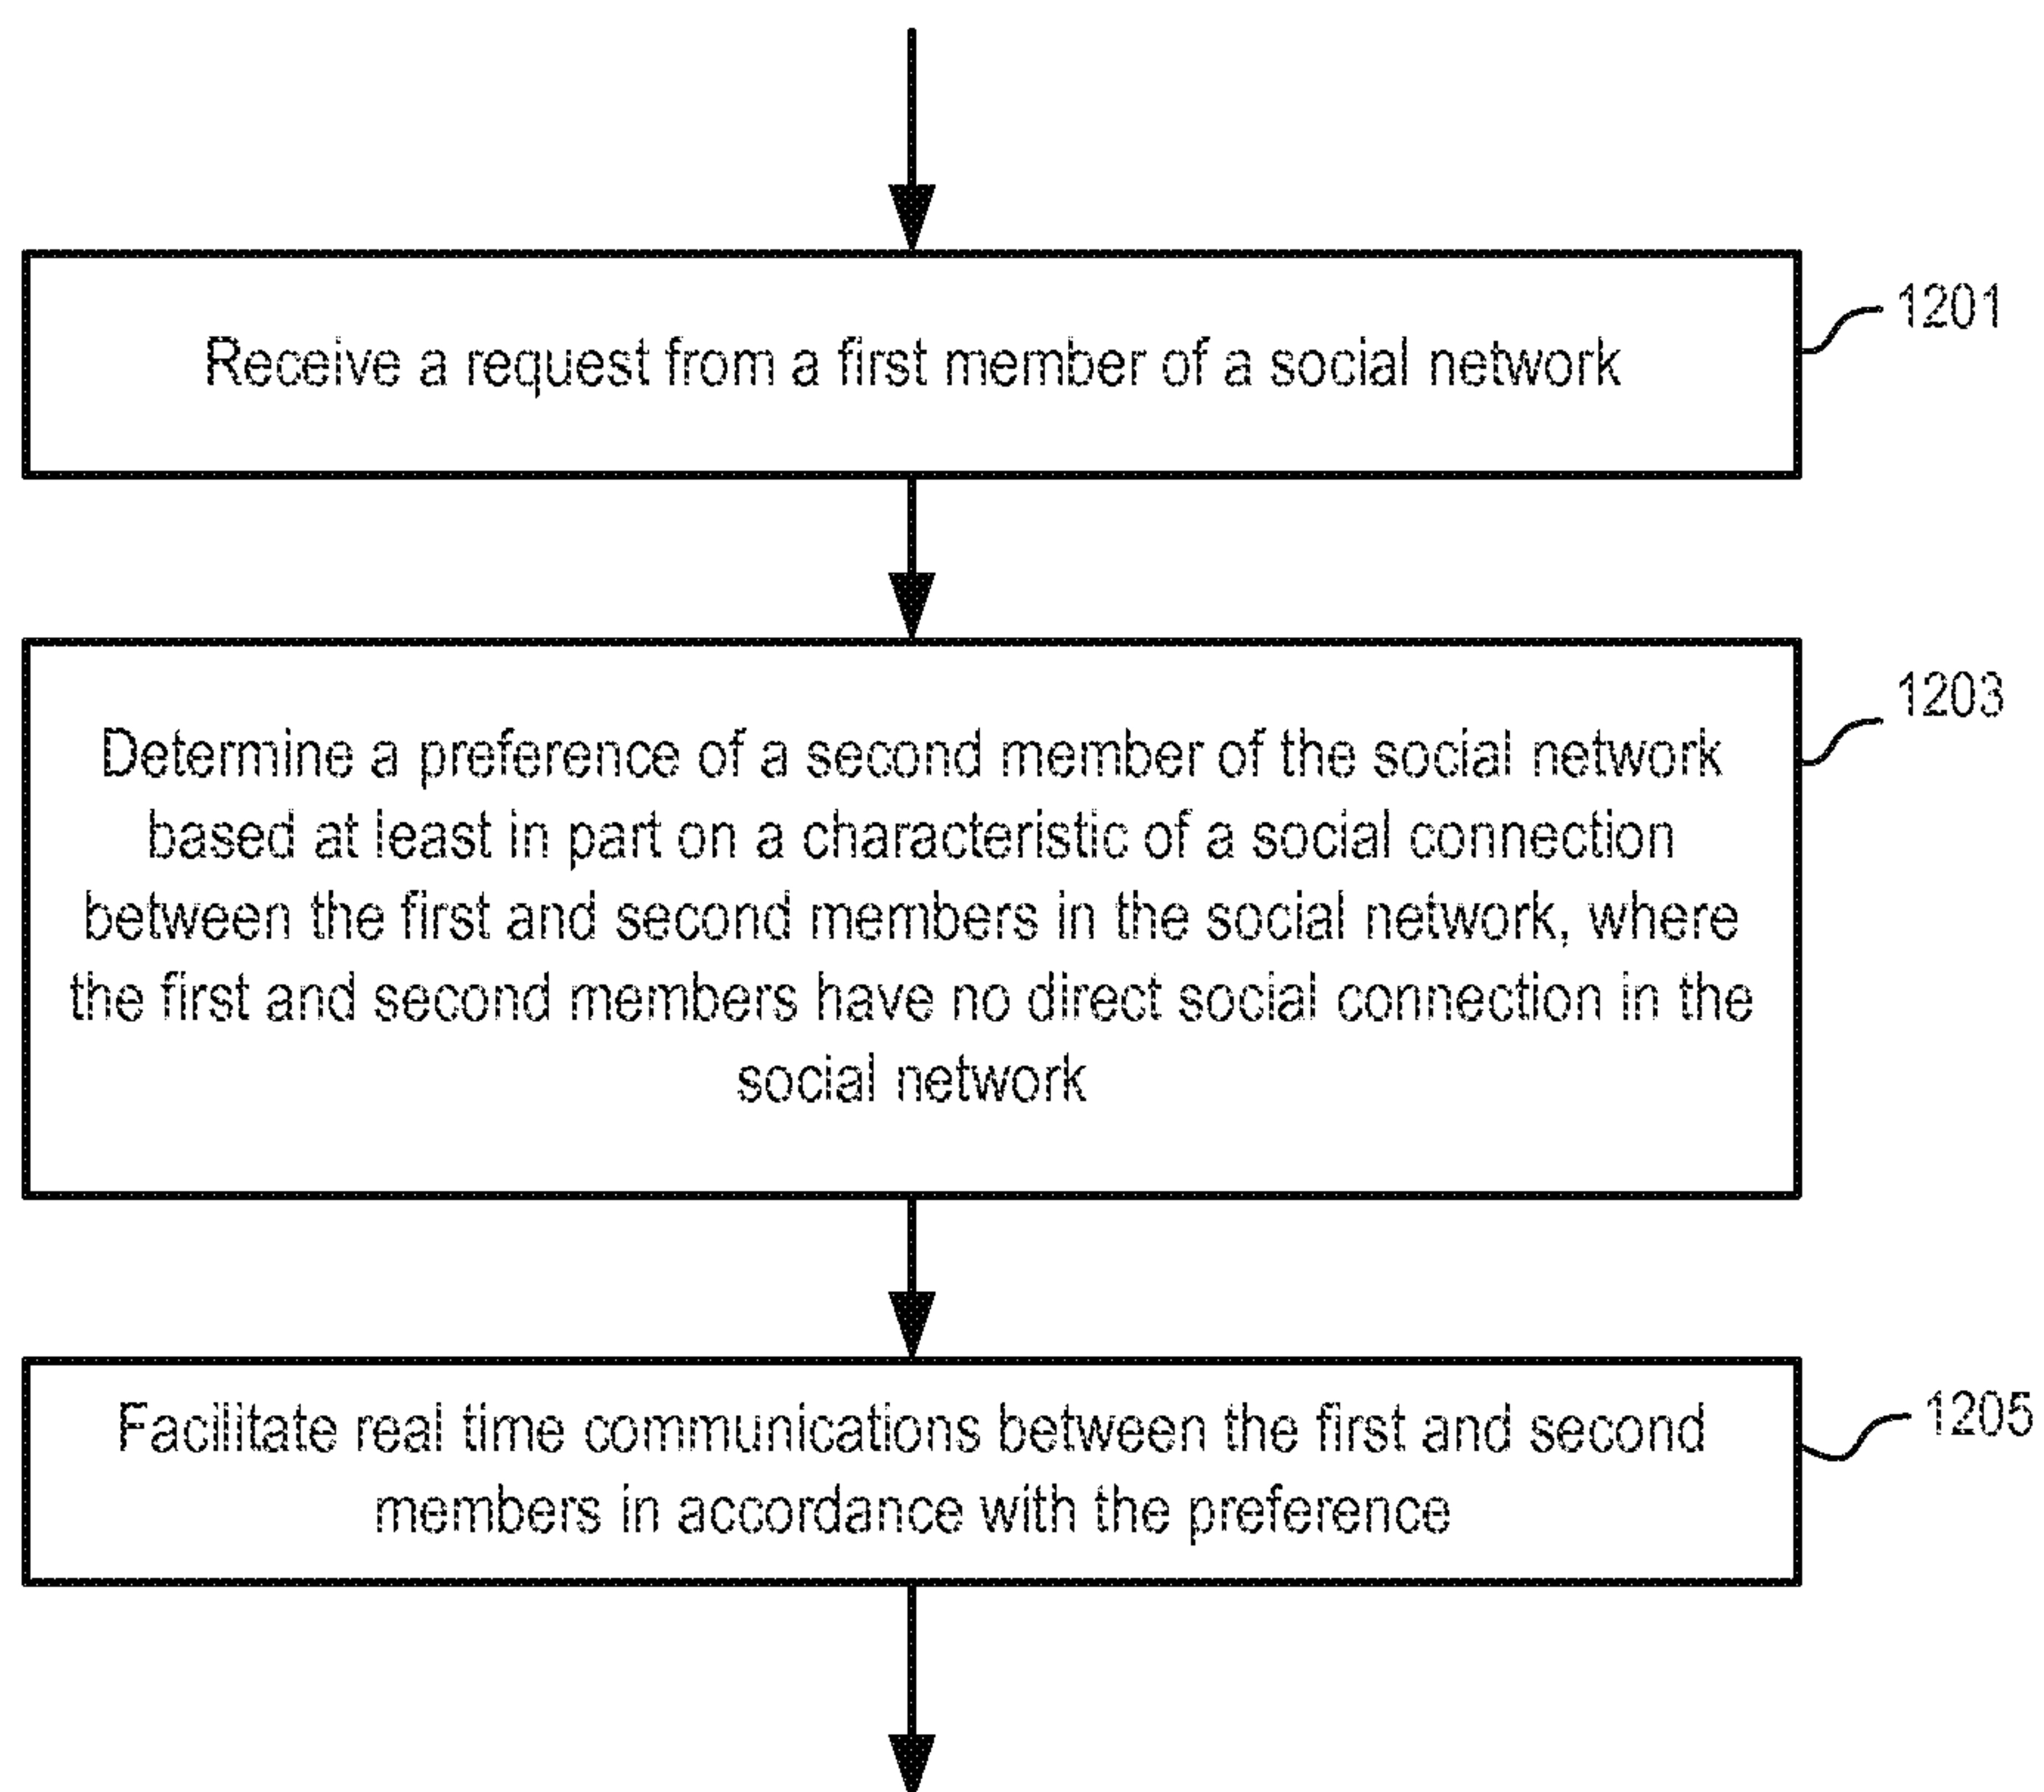 Receive a request from a first member of a social network
1201
Determine a preference of a second member of the social network
based at least in part on a characteristic of a social connection
between the first and second members in the social network, where
the first and second members have no direct social connection in the
social network
1203
Facilitate real time communications between the first and second
members in accordance with the preference
1205